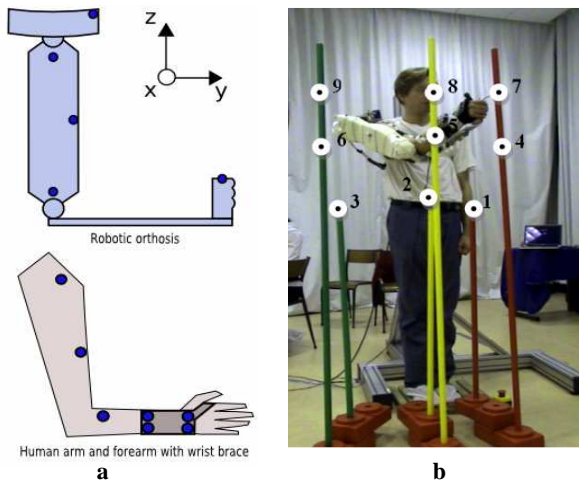 z
x y
Robotic orthosis
Human arm and forearm with wrist brace
a
9 8 7
5
6 4
2
3 1
b